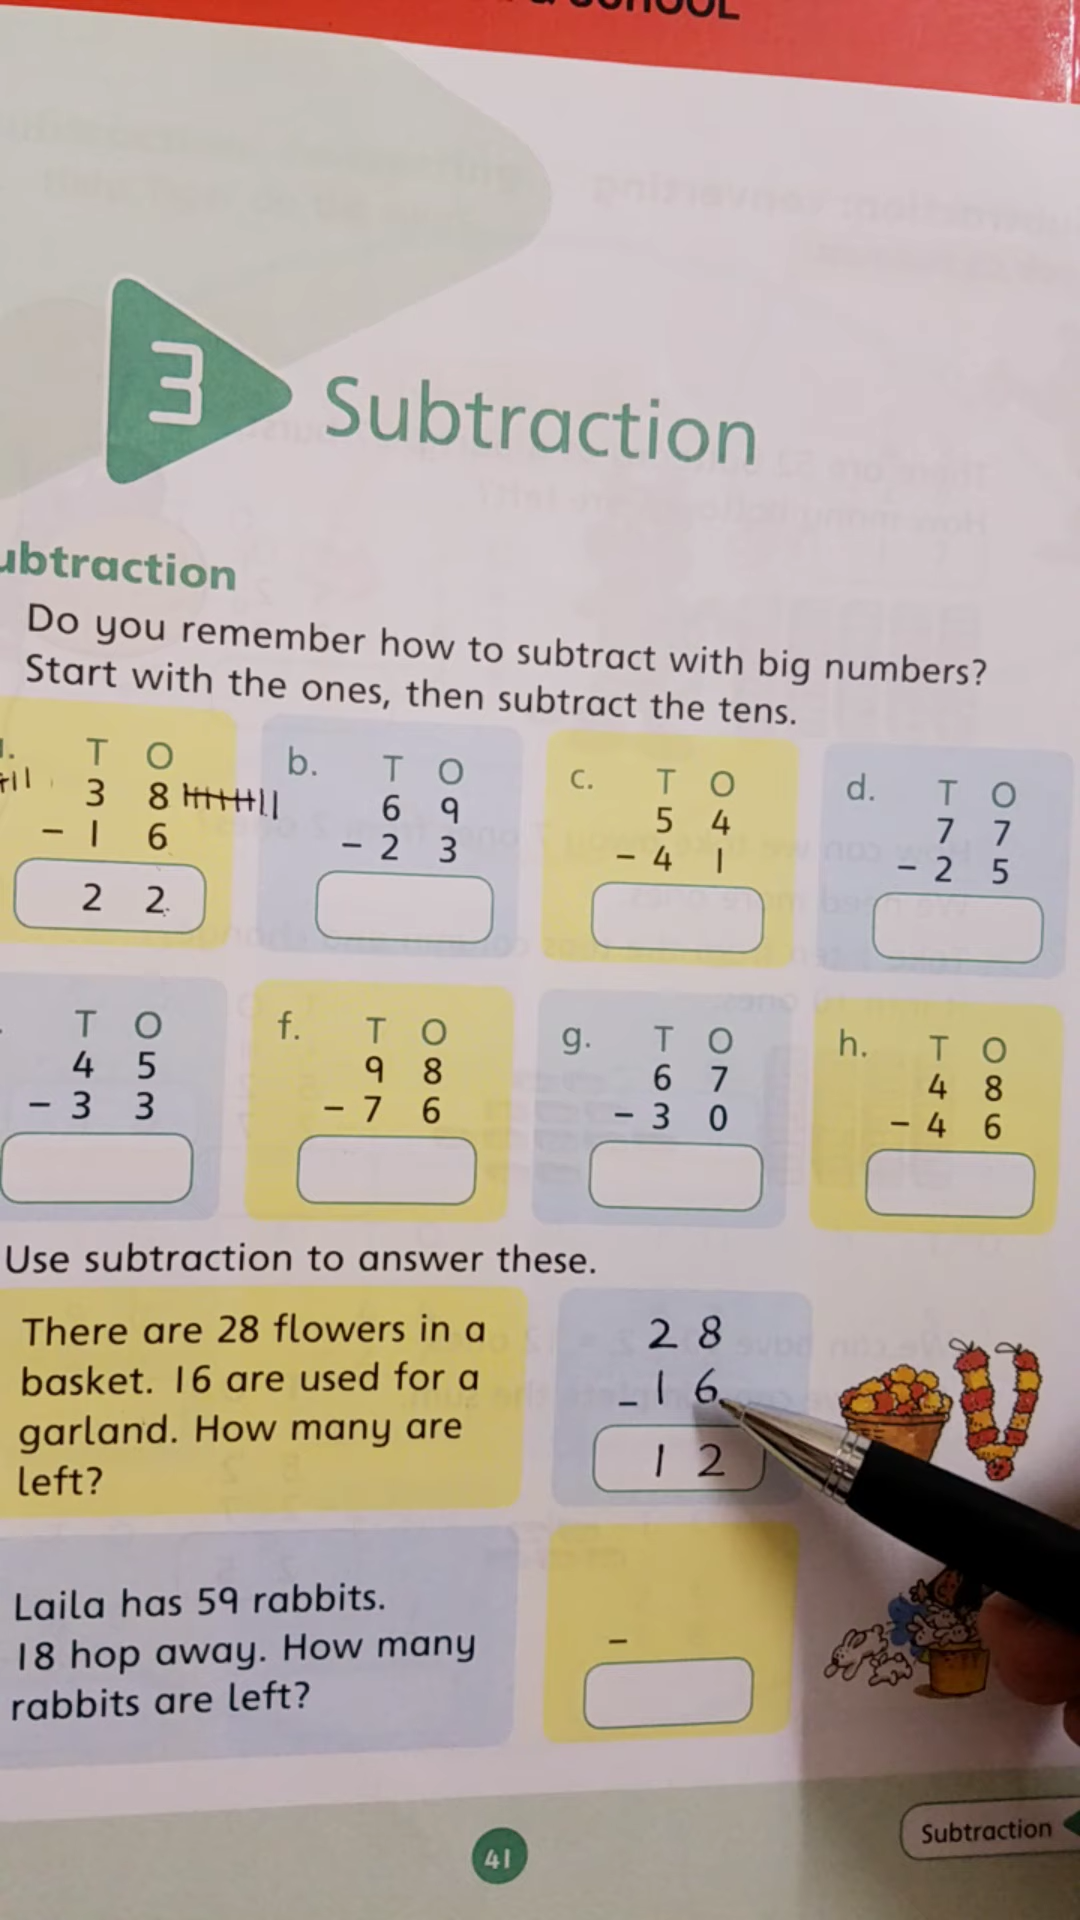 SCHOOL
3 Subtraction
ubtraction
Do you remember how to subtract with big numbers?
Start with the ones, then subtract the tens.
T O
3 8
- 1 6
2 2
b. T O
6 9
- 2 3
c. T O
5 4
- 4 1
d. T O
7 7
- 2 5
T O
4 5
- 3 3
f. T O
9 8
- 7 6
g. T O
6 7
- 3 0
h. T O
4 8
- 4 6
Use subtraction to answer these.
There are 28 flowers in a
basket. 16 are used for a
garland. How many are
left?
2 8
- 1 6
1 2
Laila has 59 rabbits.
18 hop away. How many
rabbits are left?
-
41
Subtraction